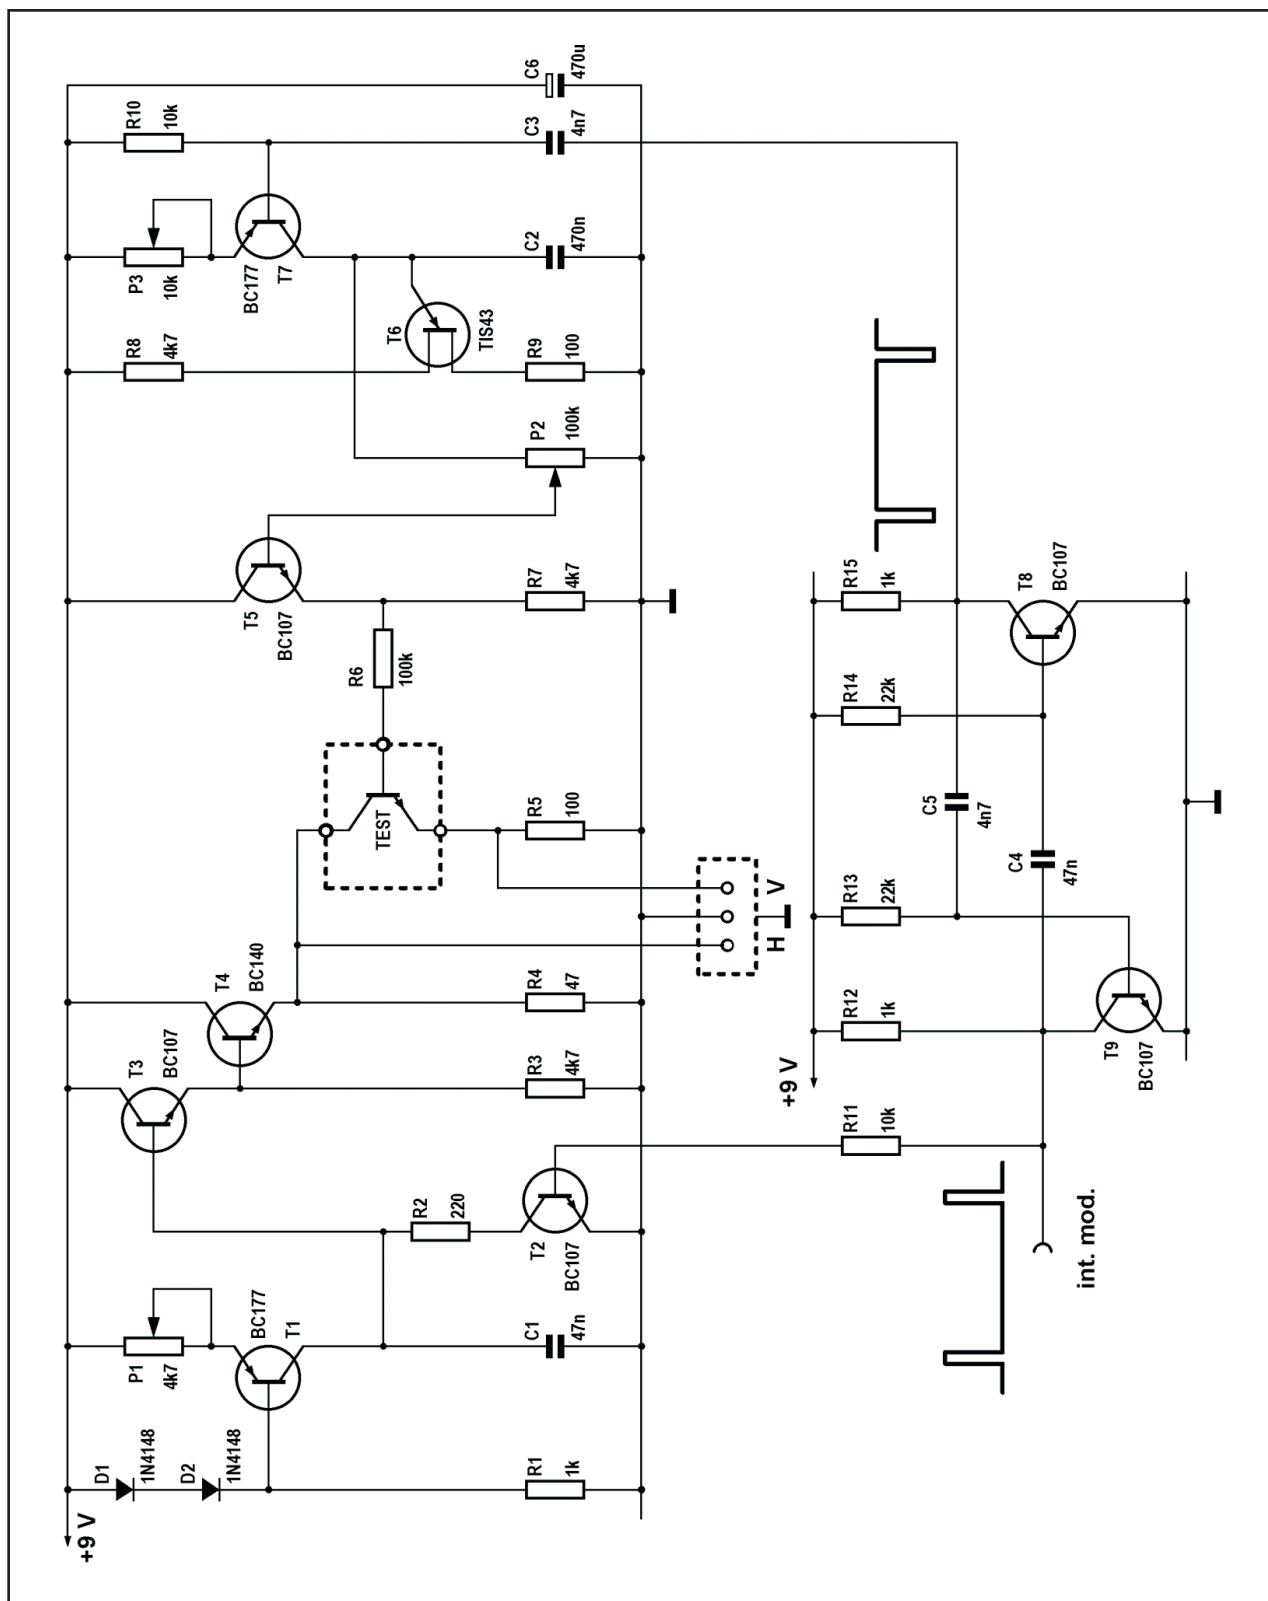 +9 V
D1
1N4148
D2
1N4148
R1
1k
P1
4k7
BC177
T1
C1
47n
R2
220
T2
BC107
T3
BC107
T4
BC140
R3
4k7
R4
47
H
V
TEST
R5
100
R6
100k
T5
BC107
R7
4k7
P2
100k
R8
4k7
T6
TIS43
R9
100
P3
10k
BC177
T7
C2
470n
R10
10k
C3
4n7
C6
470u
+9 V
R11
10k
R12
1k
R13
22k
R14
22k
R15
1k
C5
4n7
C4
47n
T9
BC107
T8
BC107
int. mod.